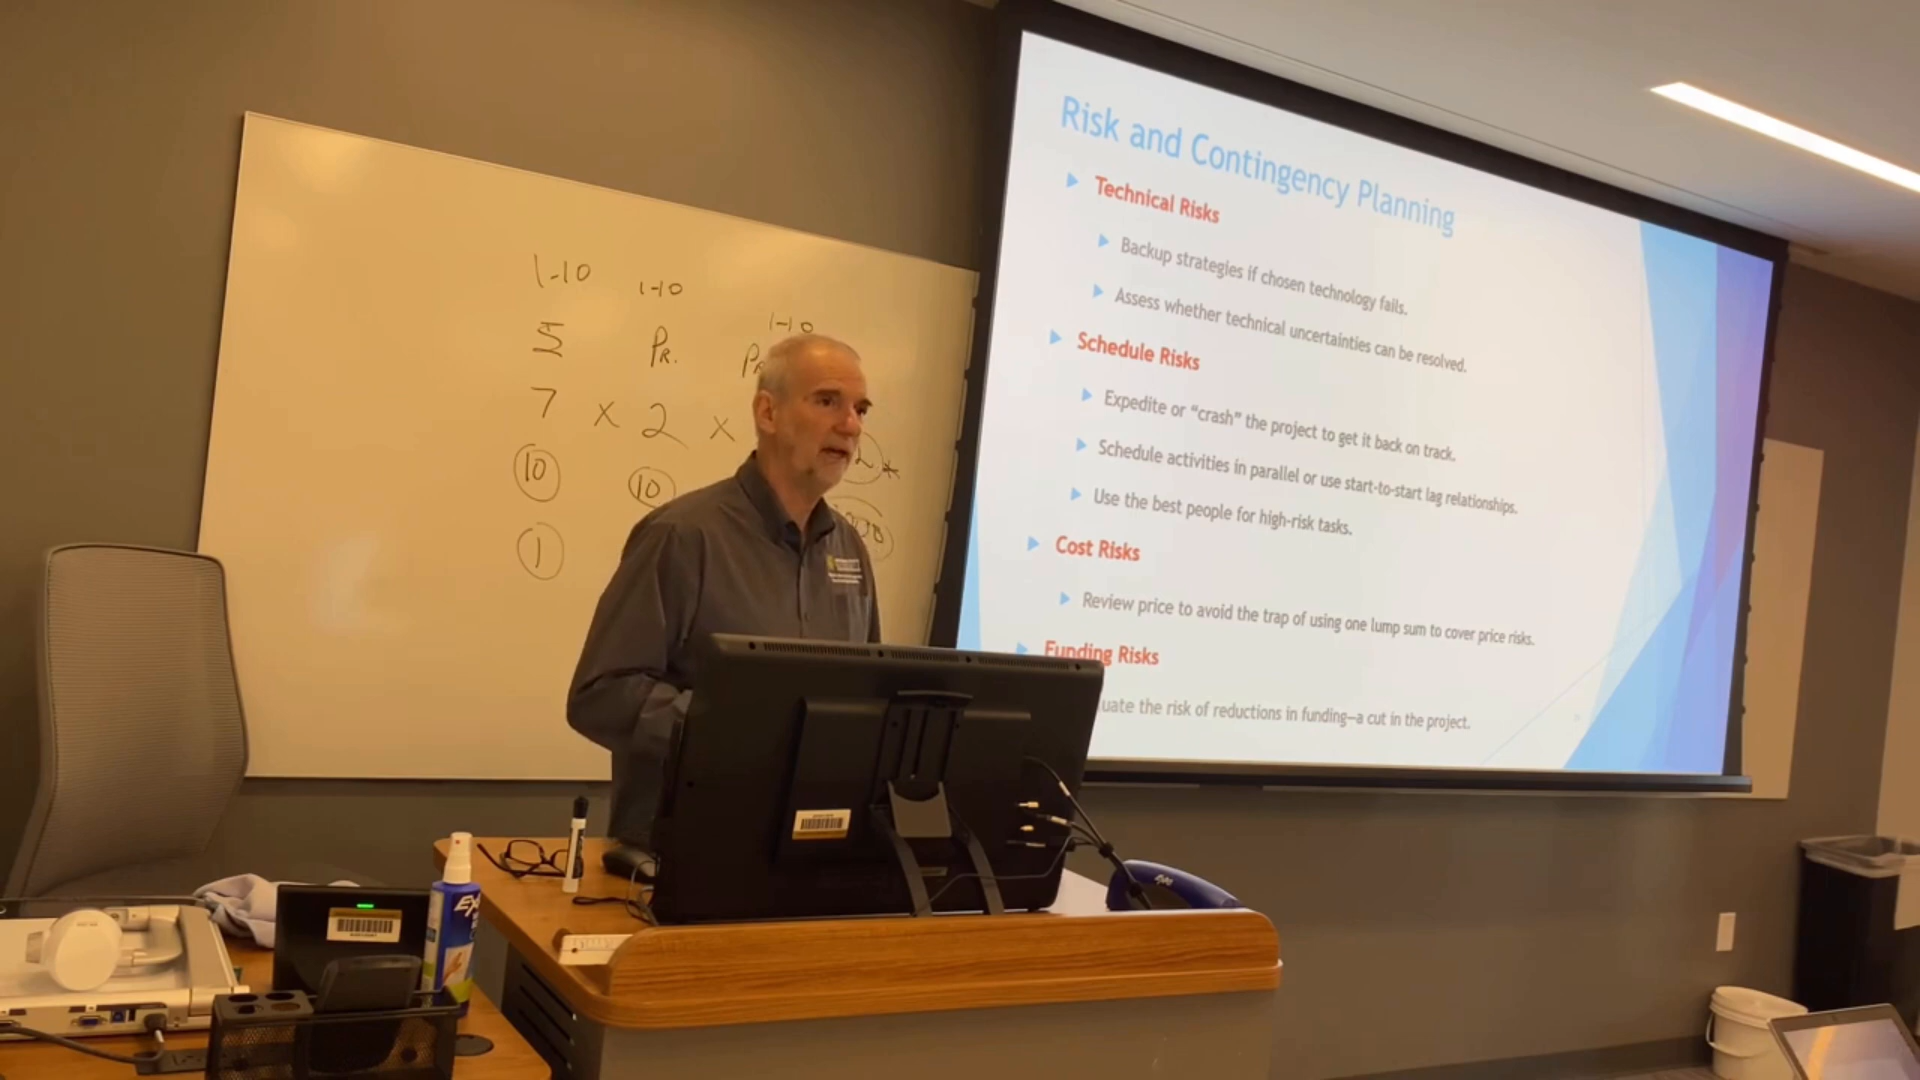 Risk and Contingency Planning
Technical Risks
Backup strategies if chosen technology fails.
Assess whether technical uncertainties can be resolved.
Schedule Risks
Expedite or “crash” the project to get it back on track.
Schedule activities in parallel or use start-to-start lag relationships.
Use the best people for high-risk tasks.
Cost Risks
Review price to avoid the trap of using one lump sum to cover price risks.
Funding Risks
uate the risk of reductions in funding—a cut in the project.
1-10 1-10 1-10
PR.
7 x 2 x
10 10
1
EXPO